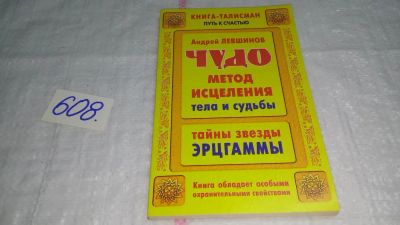 608.
КНИГА-ТАЛИСМАН
ПУТЬ К СЧАСТЬЮ
Андрей ЛЕВШИНОВ
ЧУДО
МЕТОД
ИСЦЕЛЕНИЯ
тела и судьбы
тайны звезды
ЭРЦГАММЫ
Книга обладает особыми
охранительными свойствами